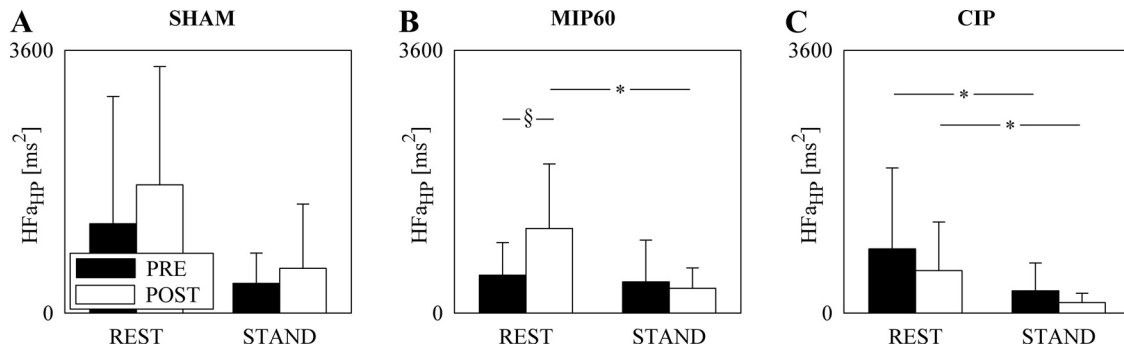 A SHAM
3600
HFa_HP [ms²]
0
PRE
POST
REST STAND
B MIP60
3600
HFa_HP [ms²]
0
*
§
REST STAND
C CIP
3600
HFa_HP [ms²]
0
*
*
REST STAND